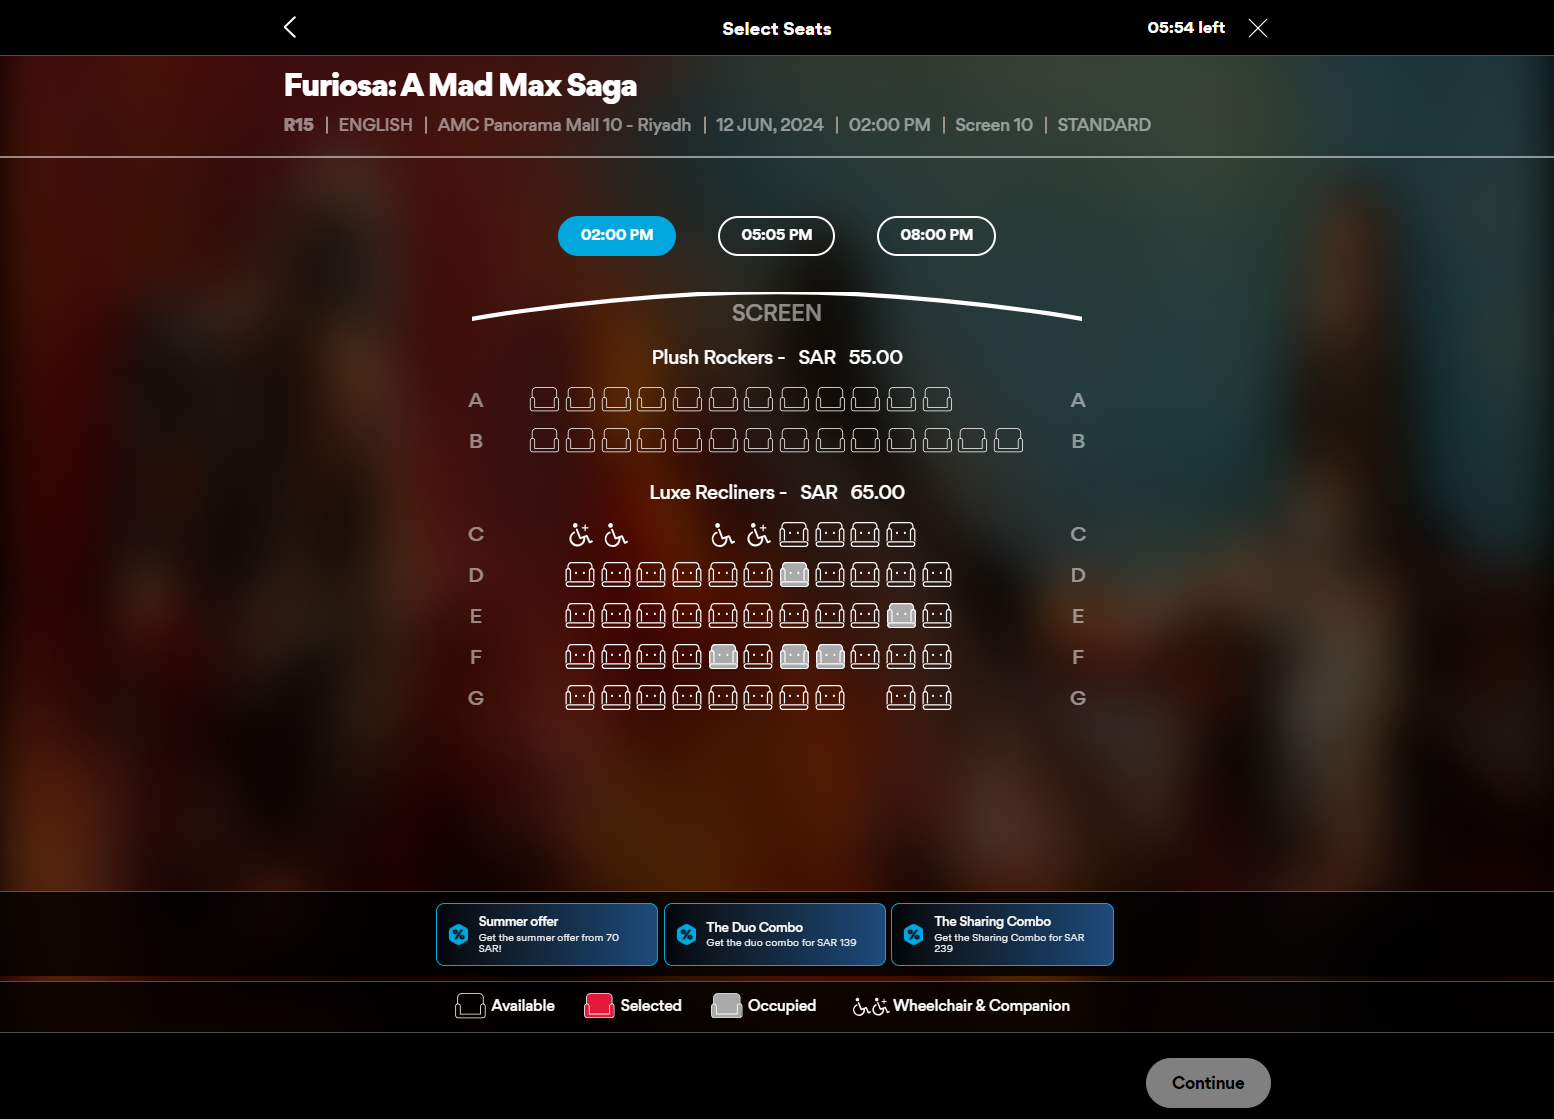 Select Seats
05:54 left
Furiosa: A Mad Max Saga
R15 | ENGLISH | AMC Panorama Mall 10 - Riyadh | 12 JUN, 2024 | 02:00 PM | Screen 10 | STANDARD
02:00 PM
05:05 PM
08:00 PM
SCREEN
Plush Rockers - SAR 55.00
A A
B B
Luxe Recliners - SAR 65.00
C C
D D
E E
F F
G G
Summer offer
Get the summer offer from 70
SAR!
The Duo Combo
Get the duo combo for SAR 139
The Sharing Combo
Get the Sharing Combo for SAR
239
Available
Selected
Occupied
Wheelchair & Companion
Continue